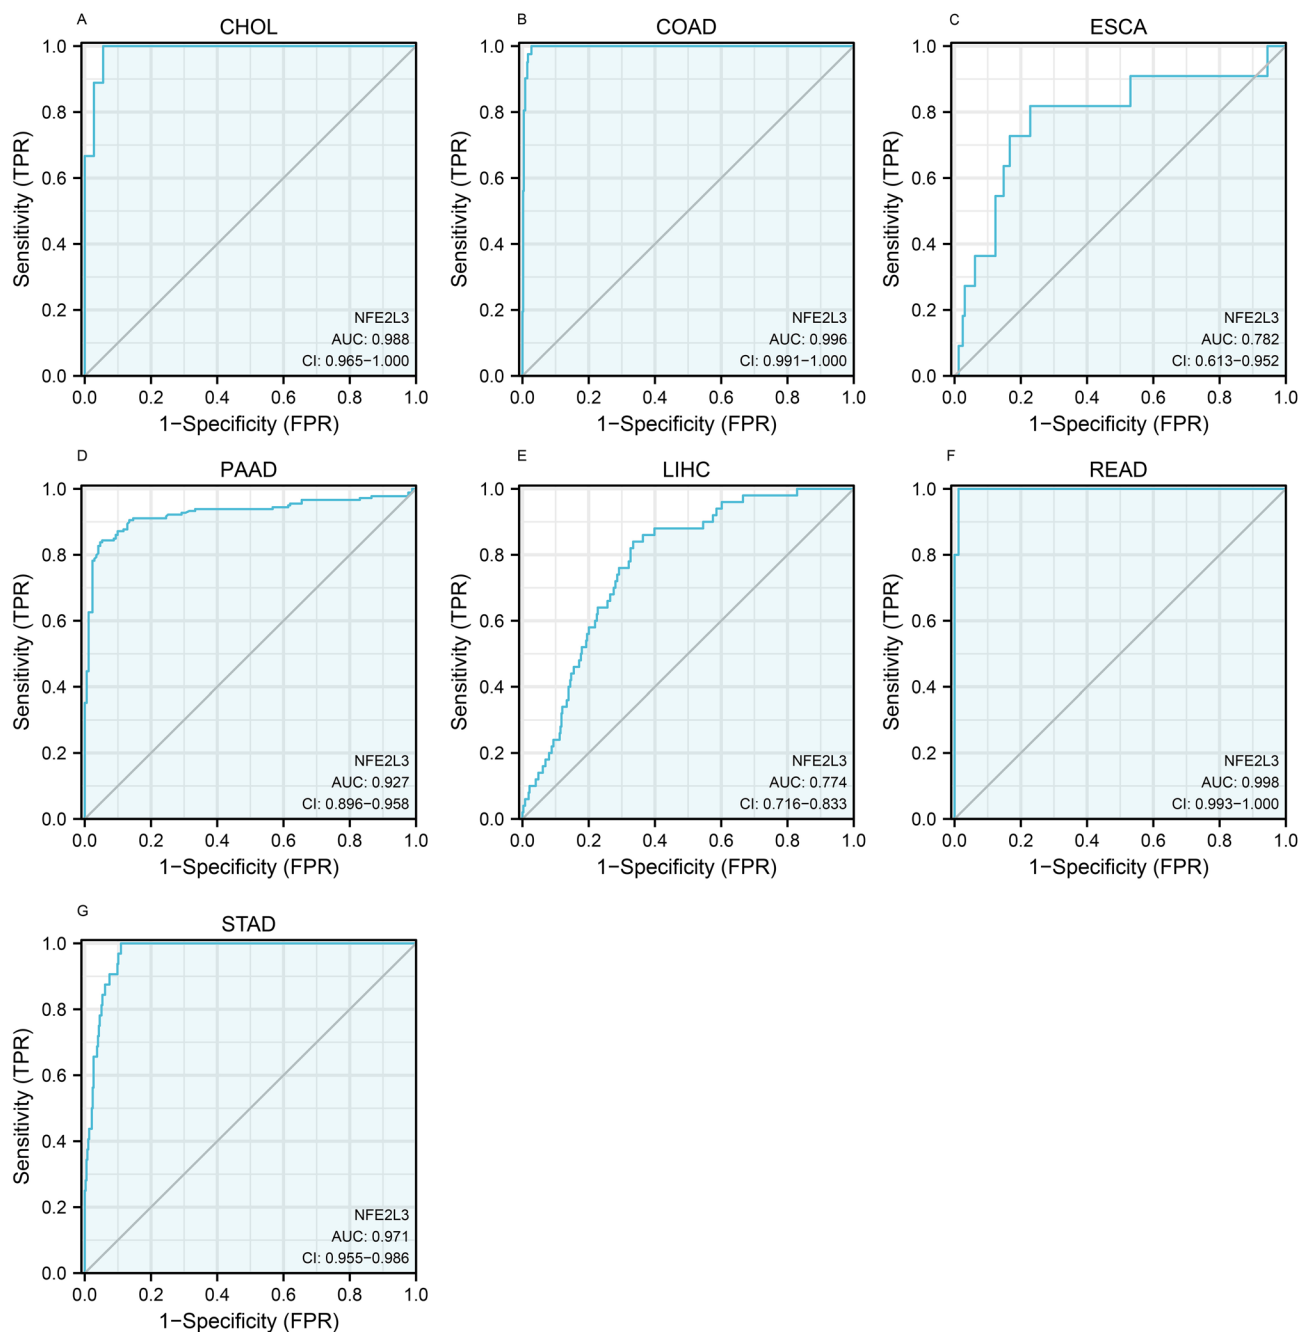 A
CHOL
1.0
0.8
0.6
0.4
0.2
0.0
Sensitivity (TPR)
NFE2L3
AUC: 0.988
CI: 0.965−1.000
0.0 0.2 0.4 0.6 0.8 1.0
1−Specificity (FPR)
B
COAD
1.0
0.8
0.6
0.4
0.2
0.0
Sensitivity (TPR)
NFE2L3
AUC: 0.996
CI: 0.991−1.000
0.0 0.2 0.4 0.6 0.8 1.0
1−Specificity (FPR)
C
ESCA
1.0
0.8
0.6
0.4
0.2
0.0
Sensitivity (TPR)
NFE2L3
AUC: 0.782
CI: 0.613−0.952
0.0 0.2 0.4 0.6 0.8 1.0
1−Specificity (FPR)
D
PAAD
1.0
0.8
0.6
0.4
0.2
0.0
Sensitivity (TPR)
NFE2L3
AUC: 0.927
CI: 0.896−0.958
0.0 0.2 0.4 0.6 0.8 1.0
1−Specificity (FPR)
E
LIHC
1.0
0.8
0.6
0.4
0.2
0.0
Sensitivity (TPR)
NFE2L3
AUC: 0.774
CI: 0.716−0.833
0.0 0.2 0.4 0.6 0.8 1.0
1−Specificity (FPR)
F
READ
1.0
0.8
0.6
0.4
0.2
0.0
Sensitivity (TPR)
NFE2L3
AUC: 0.998
CI: 0.993−1.000
0.0 0.2 0.4 0.6 0.8 1.0
1−Specificity (FPR)
G
STAD
1.0
0.8
0.6
0.4
0.2
0.0
Sensitivity (TPR)
NFE2L3
AUC: 0.971
CI: 0.955−0.986
0.0 0.2 0.4 0.6 0.8 1.0
1−Specificity (FPR)